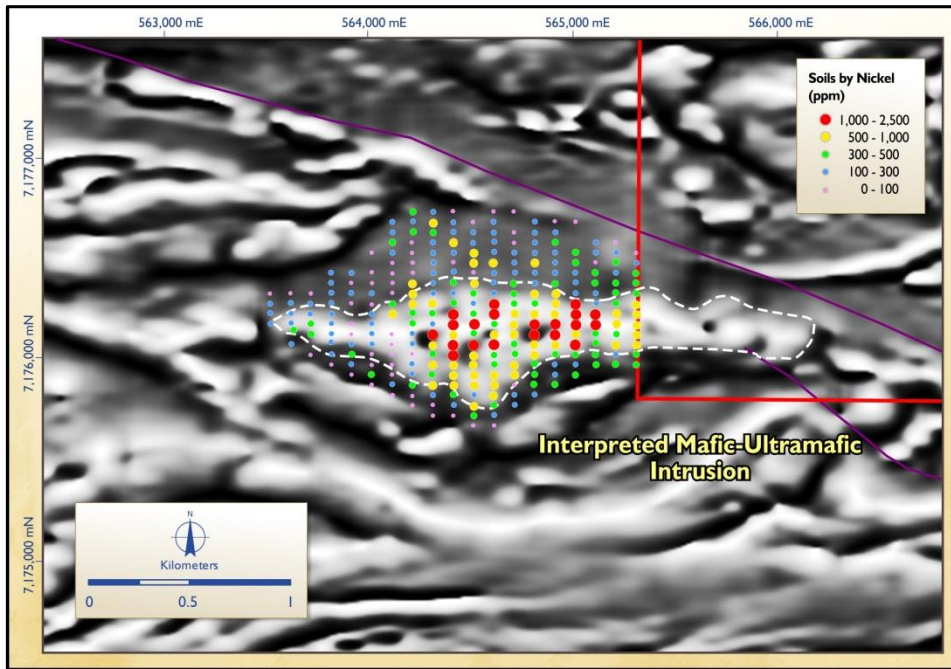 563,000 mE
564,000 mE
565,000 mE
566,000 mE
7,177,000 mN
7,176,000 mN
7,175,000 mN
Soils by Nickel
(ppm)
1,000 - 2,500
500 - 1,000
300 - 500
100 - 300
0 - 100
Interpreted Mafic-Ultramafic
Intrusion
N
Kilometers
0
0.5
1